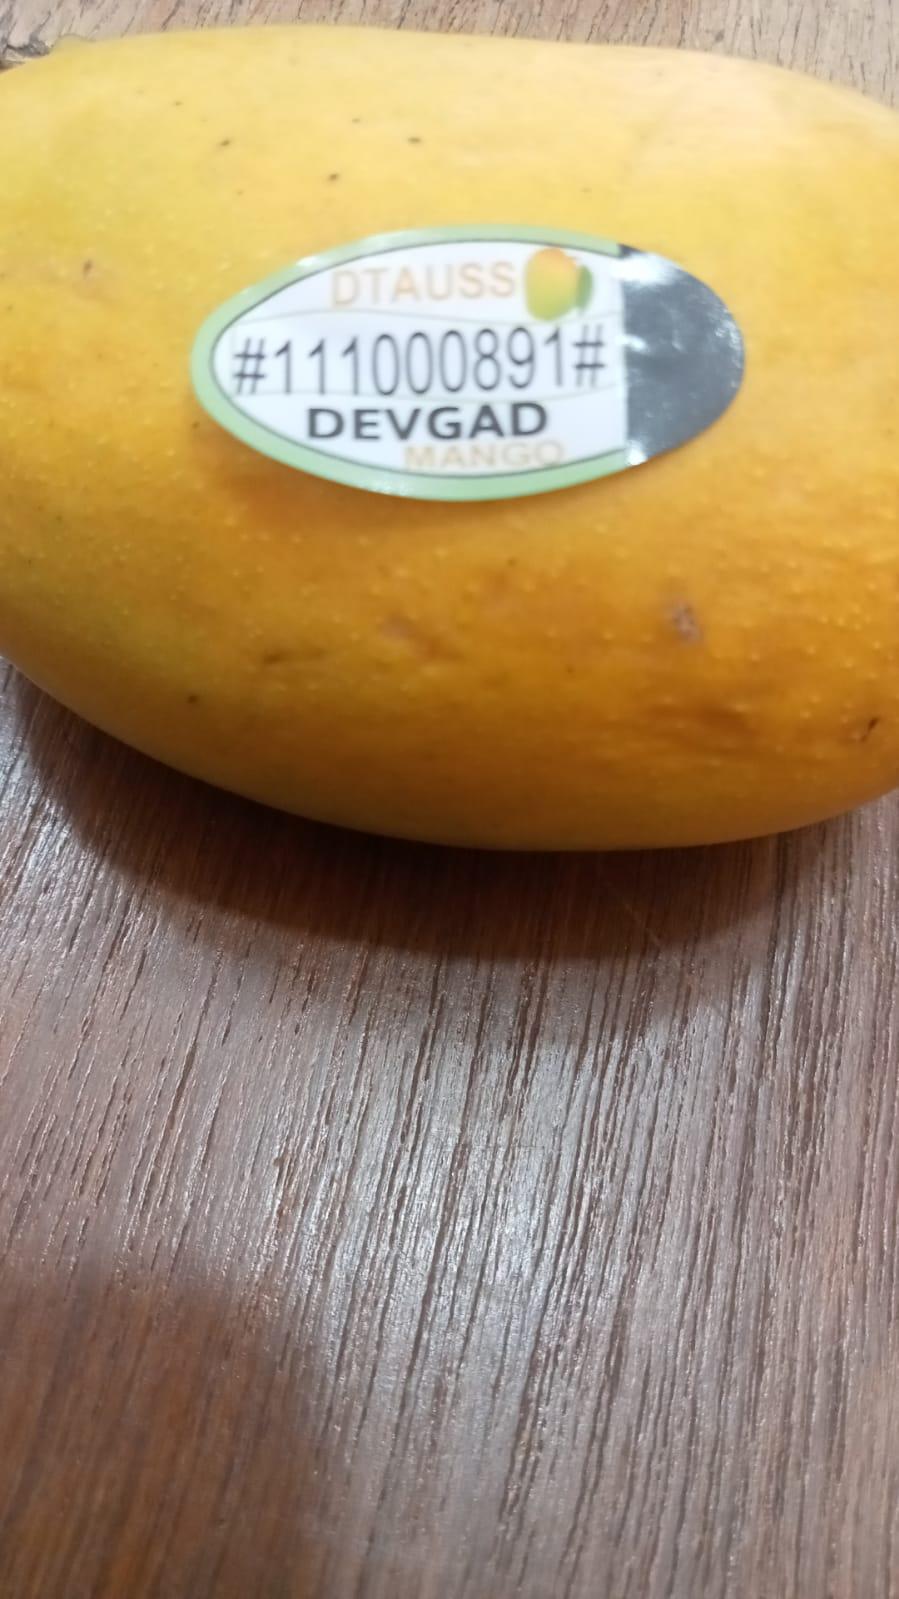 DTAUSS
#111000891#
DEVGAD
MANGO